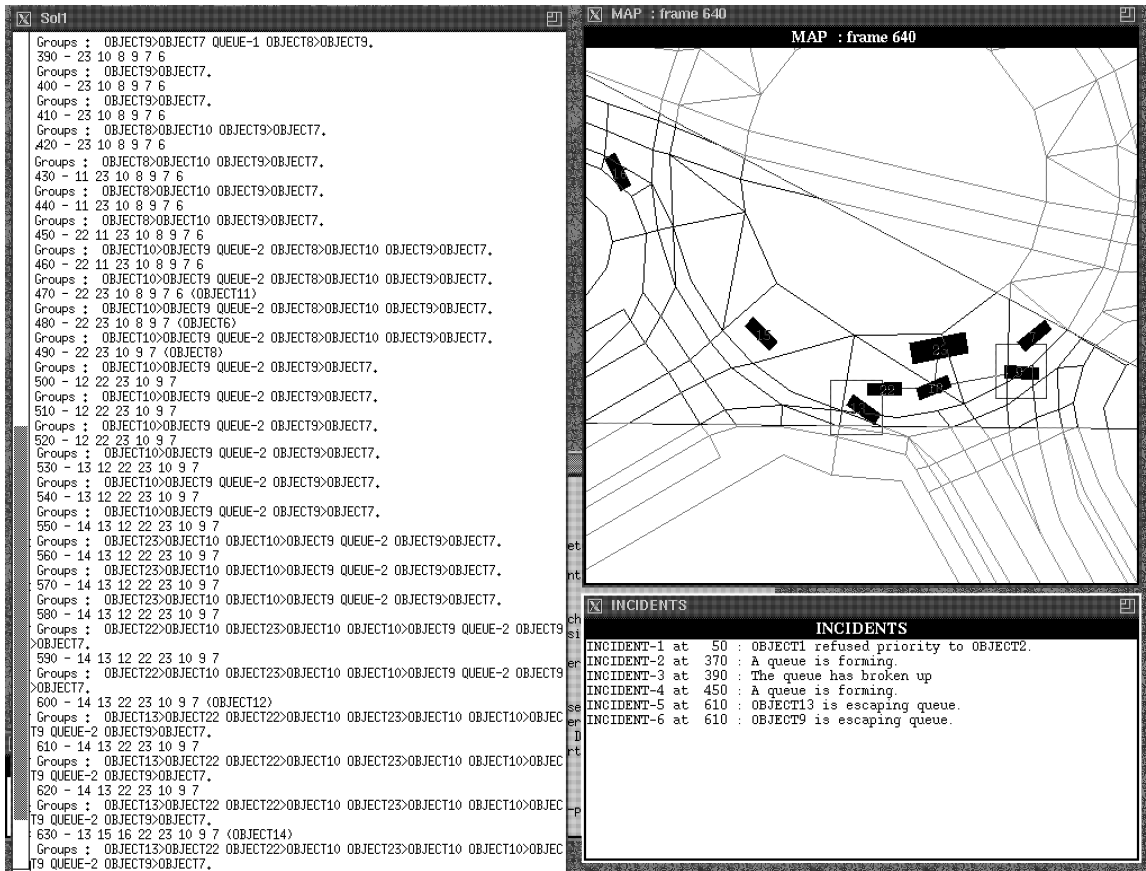 Sol1
Groups : OBJECT9>OBJECT7 QUEUE-1 OBJECT8>OBJECT9.
390 - 23 10 8 9 7 6
Groups : OBJECT9>OBJECT7.
400 - 23 10 8 9 7 6
Groups : OBJECT9>OBJECT7.
410 - 23 10 8 9 7 6
Groups : OBJECT8>OBJECT10 OBJECT9>OBJECT7.
420 - 23 10 8 9 7 6
Groups : OBJECT8>OBJECT10 OBJECT9>OBJECT7.
430 - 11 23 10 8 9 7 6
Groups : OBJECT8>OBJECT10 OBJECT9>OBJECT7.
440 - 11 23 10 8 9 7 6
Groups : OBJECT8>OBJECT10 OBJECT9>OBJECT7.
450 - 22 11 23 10 8 9 7 6
Groups : OBJECT10>OBJECT9 QUEUE-2 OBJECT8>OBJECT10 OBJECT9>OBJECT7.
460 - 22 11 23 10 8 9 7 6
Groups : OBJECT10>OBJECT9 QUEUE-2 OBJECT8>OBJECT10 OBJECT9>OBJECT7.
470 - 22 23 10 8 9 7 6 (OBJECT11)
Groups : OBJECT10>OBJECT9 QUEUE-2 OBJECT8>OBJECT10 OBJECT9>OBJECT7.
480 - 22 23 10 8 9 7 (OBJECT6)
Groups : OBJECT10>OBJECT9 QUEUE-2 OBJECT8>OBJECT10 OBJECT9>OBJECT7.
490 - 22 23 10 9 7 (OBJECT8)
Groups : OBJECT10>OBJECT9 QUEUE-2 OBJECT9>OBJECT7.
500 - 12 22 23 10 9 7
Groups : OBJECT10>OBJECT9 QUEUE-2 OBJECT9>OBJECT7.
510 - 12 22 23 10 9 7
Groups : OBJECT10>OBJECT9 QUEUE-2 OBJECT9>OBJECT7.
520 - 12 22 23 10 9 7
Groups : OBJECT10>OBJECT9 QUEUE-2 OBJECT9>OBJECT7.
530 - 13 12 22 23 10 9 7
Groups : OBJECT10>OBJECT9 QUEUE-2 OBJECT9>OBJECT7.
540 - 13 12 22 23 10 9 7
Groups : OBJECT10>OBJECT9 QUEUE-2 OBJECT9>OBJECT7.
550 - 14 13 12 22 23 10 9 7
Groups : OBJECT23>OBJECT10 OBJECT10>OBJECT9 QUEUE-2 OBJECT9>OBJECT7.
560 - 14 13 12 22 23 10 9 7
Groups : OBJECT23>OBJECT10 OBJECT10>OBJECT9 QUEUE-2 OBJECT9>OBJECT7.
570 - 14 13 12 22 23 10 9 7
Groups : OBJECT23>OBJECT10 OBJECT10>OBJECT9 QUEUE-2 OBJECT9>OBJECT7.
580 - 14 13 12 22 23 10 9 7
Groups : OBJECT22>OBJECT10 OBJECT23>OBJECT10 OBJECT10>OBJECT9 QUEUE-2 OBJECT9
>OBJECT7.
590 - 14 13 12 22 23 10 9 7
Groups : OBJECT22>OBJECT10 OBJECT23>OBJECT10 OBJECT10>OBJECT9 QUEUE-2 OBJECT9
>OBJECT7.
600 - 14 13 22 23 10 9 7 (OBJECT12)
Groups : OBJECT13>OBJECT22 OBJECT22>OBJECT10 OBJECT23>OBJECT10 OBJECT10>OBJEC
T9 QUEUE-2 OBJECT9>OBJECT7.
610 - 14 13 22 23 10 9 7
Groups : OBJECT13>OBJECT22 OBJECT22>OBJECT10 OBJECT23>OBJECT10 OBJECT10>OBJEC
T9 QUEUE-2 OBJECT9>OBJECT7.
620 - 14 13 22 23 10 9 7
Groups : OBJECT13>OBJECT22 OBJECT22>OBJECT10 OBJECT23>OBJECT10 OBJECT10>OBJEC
T9 QUEUE-2 OBJECT9>OBJECT7.
630 - 13 15 16 22 23 10 9 7 (OBJECT14)
Groups : OBJECT13>OBJECT22 OBJECT22>OBJECT10 OBJECT23>OBJECT10 OBJECT10>OBJEC
T9 QUEUE-2 OBJECT9>OBJECT7.
MAP : frame 640
MAP : frame 640
INCIDENTS
INCIDENTS
INCIDENT-1 at 50 : OBJECT1 refused priority to OBJECT2.
INCIDENT-2 at 370 : A queue is forming.
INCIDENT-3 at 390 : The queue has broken up
INCIDENT-4 at 450 : A queue is forming.
INCIDENT-5 at 610 : OBJECT13 is escaping queue.
INCIDENT-6 at 610 : OBJECT9 is escaping queue.